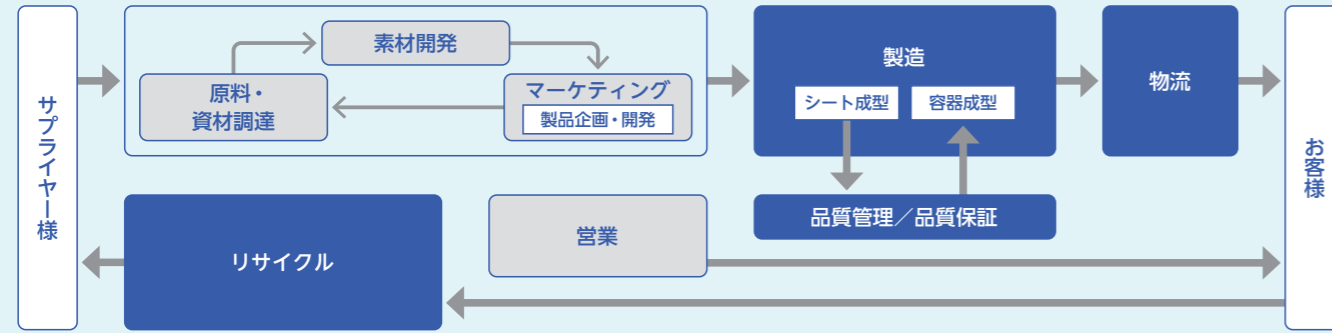 サプライヤー様
素材開発
原料・
資材調達
マーケティング
製品企画・開発
製造
シート成型
容器成型
物流
お客様
品質管理／品質保証
営業
リサイクル